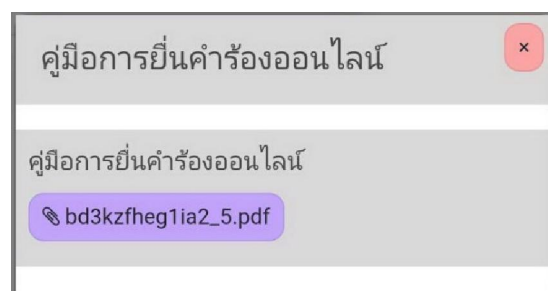 คู่มือการยื่นคำร้องออนไลน์
×
คู่มือการยื่นคำร้องออนไลน์
bd3kzfheg1ia2_5.pdf